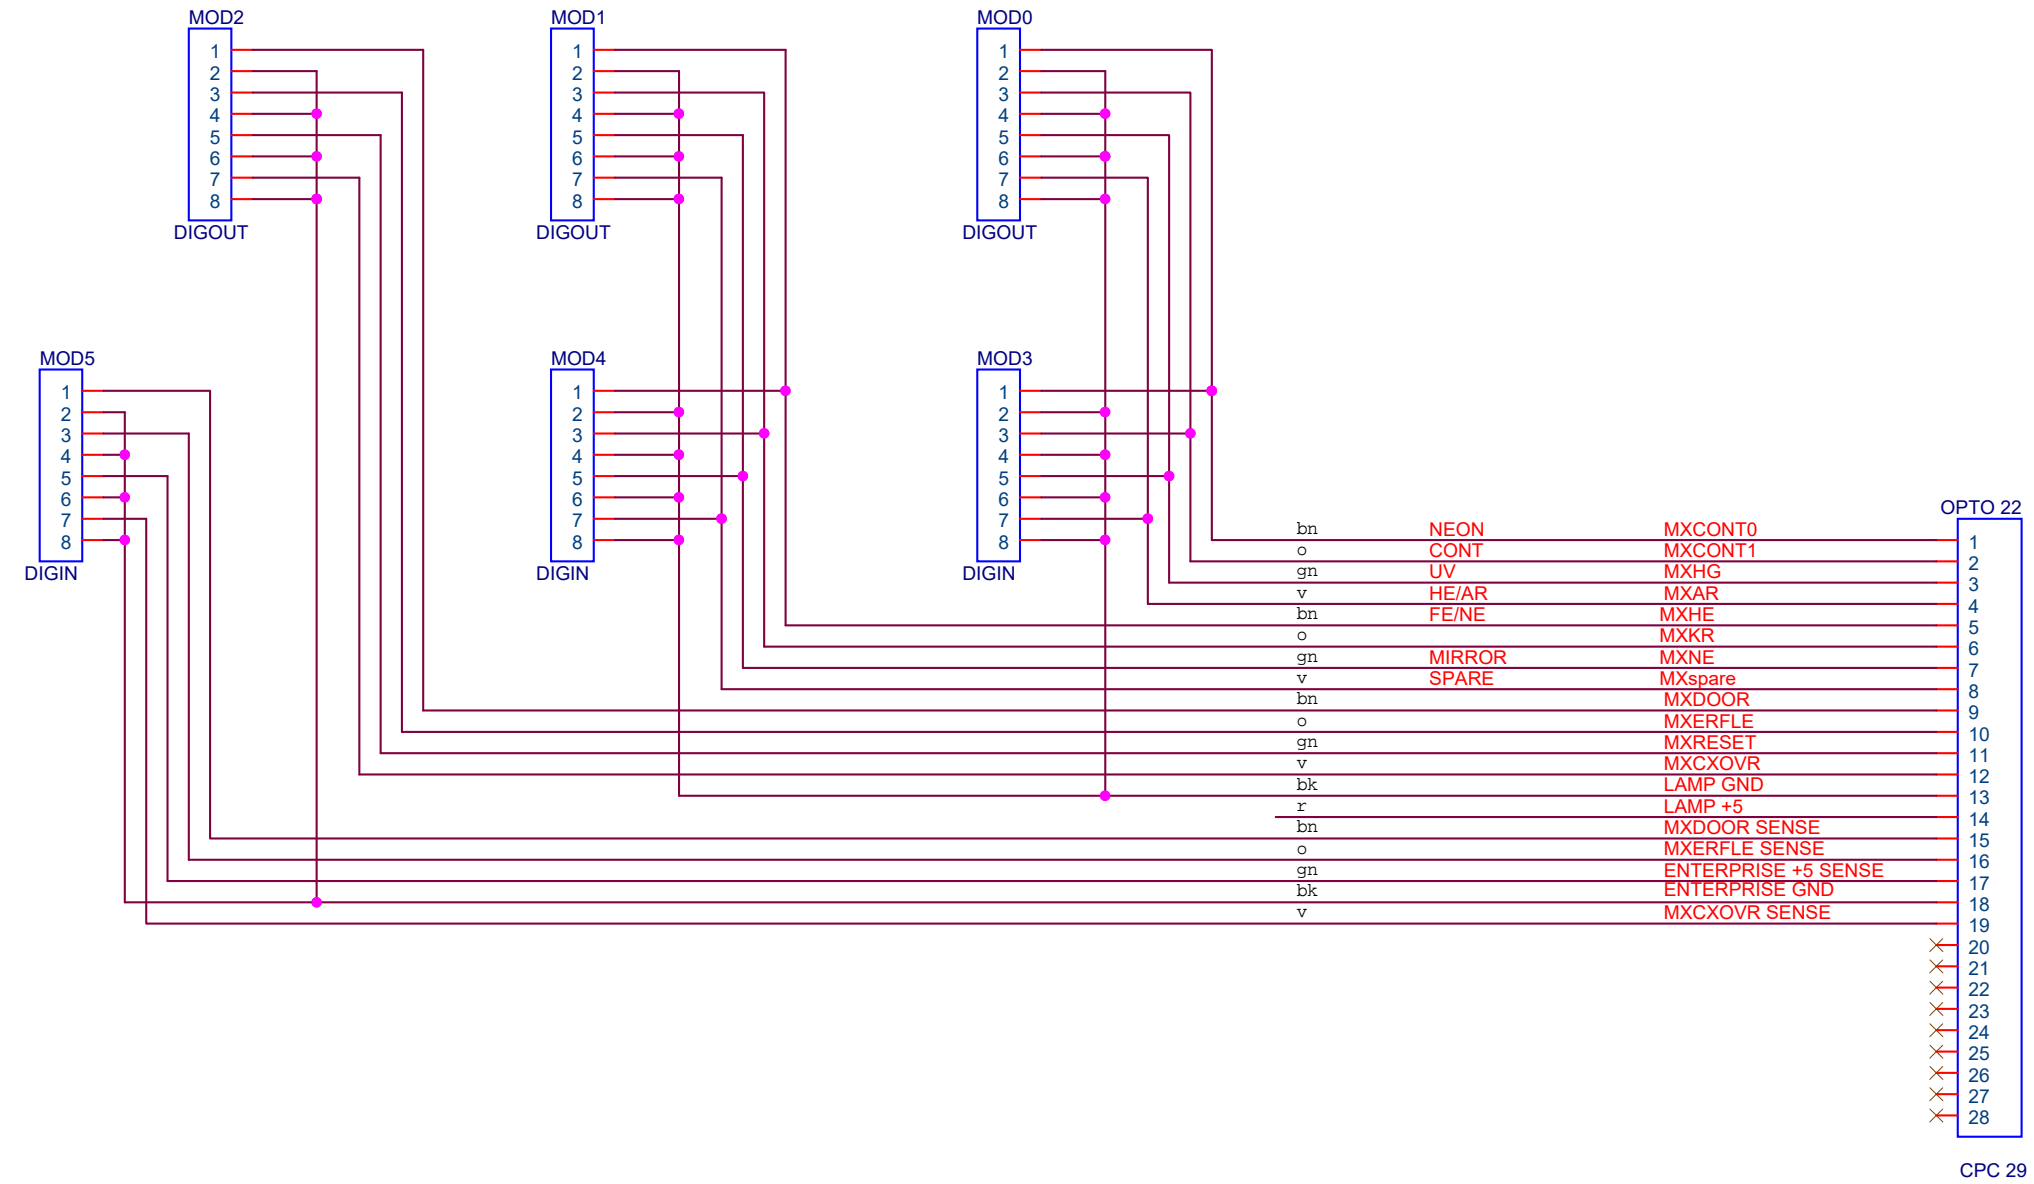 MOD2 MOD1 MOD0
1 1 1
2 2 2
3 3 3
4 4 4
5 5 5
6 6 6
7 7 7
8 8 8
DIGOUT DIGOUT DIGOUT
MOD5 MOD4 MOD3
1 1 1
2 2 2
3 3 3
4 4 4
5 5 5
6 6 6
7 7 7
8 8 8
DIGIN DIGIN DIGIN
OPTO 22
bn NEON MXCONT0 1
o CONT MXCONT1 2
gn UV MXHG 3
v HE/AR MXAR 4
bn FE/NE MXHE 5
o MXKR 6
gn MIRROR MXNE 7
v SPARE MXspare 8
bn MXDOOR 9
o MXERFLE 10
gn MXRESET 11
v MXCXOVR 12
bk LAMP GND 13
r LAMP +5 14
bn MXDOOR SENSE 15
o MXERFLE SENSE 16
gn ENTERPRISE +5 SENSE 17
bk ENTERPRISE GND 18
v MXCXOVR SENSE 19
20
21
22
23
24
25
26
27
28
CPC 29